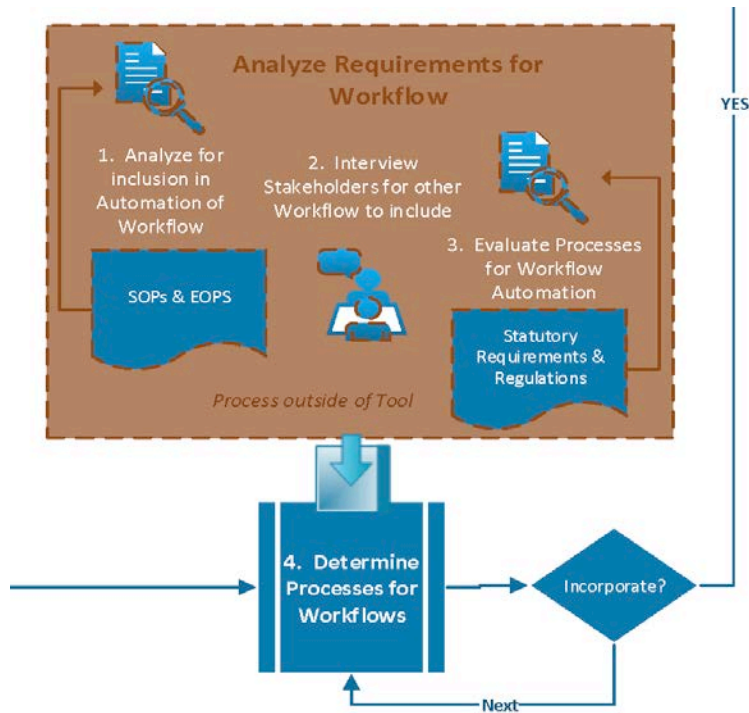 Analyze Requirements for
Workflow
YES
1. Analyze for
inclusion in
Automation of
Workflow
2. Interview
Stakeholders for other
Workflow to include
3. Evaluate Processes
for Workflow
Automation
SOPs & EOPS
Statutory
Requirements &
Regulations
Process outside of Tool
4. Determine
Processes for
Workflows
Incorporate?
Next